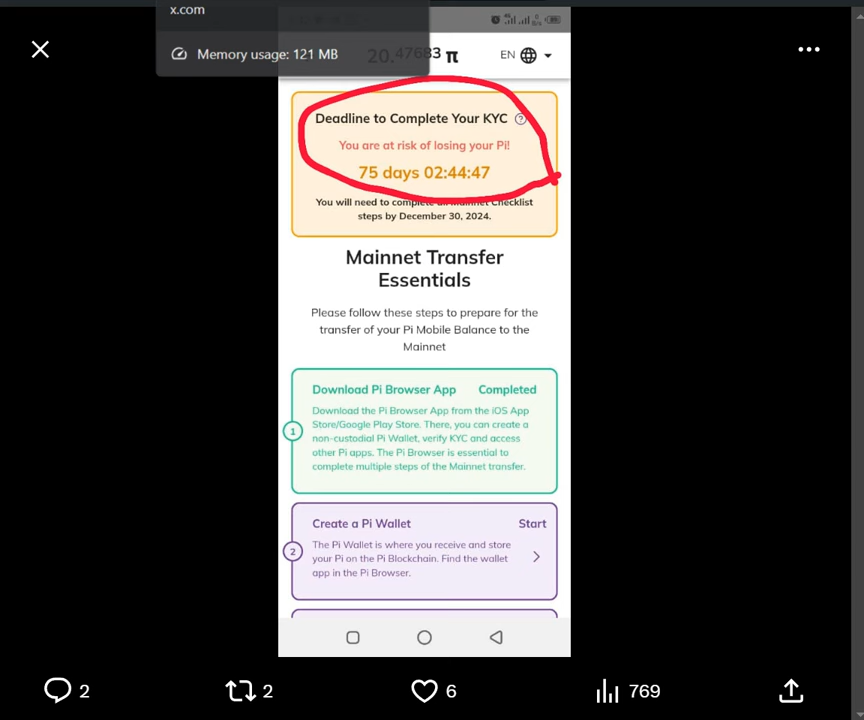 x.com
Memory usage: 121 MB
20.47683 π
EN
Deadline to Complete Your KYC ?
You are at risk of losing your Pi!
75 days 02:44:47
You will need to complete all Mainnet Checklist
steps by December 30, 2024.
Mainnet Transfer
Essentials
Please follow these steps to prepare for the
transfer of your Pi Mobile Balance to the
Mainnet
Download Pi Browser App Completed
1
Download the Pi Browser App from the iOS App
Store/Google Play Store. There, you can create a
non-custodial Pi Wallet, verify KYC and access
other Pi apps. The Pi Browser is essential to
complete multiple steps of the Mainnet transfer.
Create a Pi Wallet Start
2
The Pi Wallet is where you receive and store
your Pi on the Pi Blockchain. Find the wallet
app in the Pi Browser.
2 2 6 769